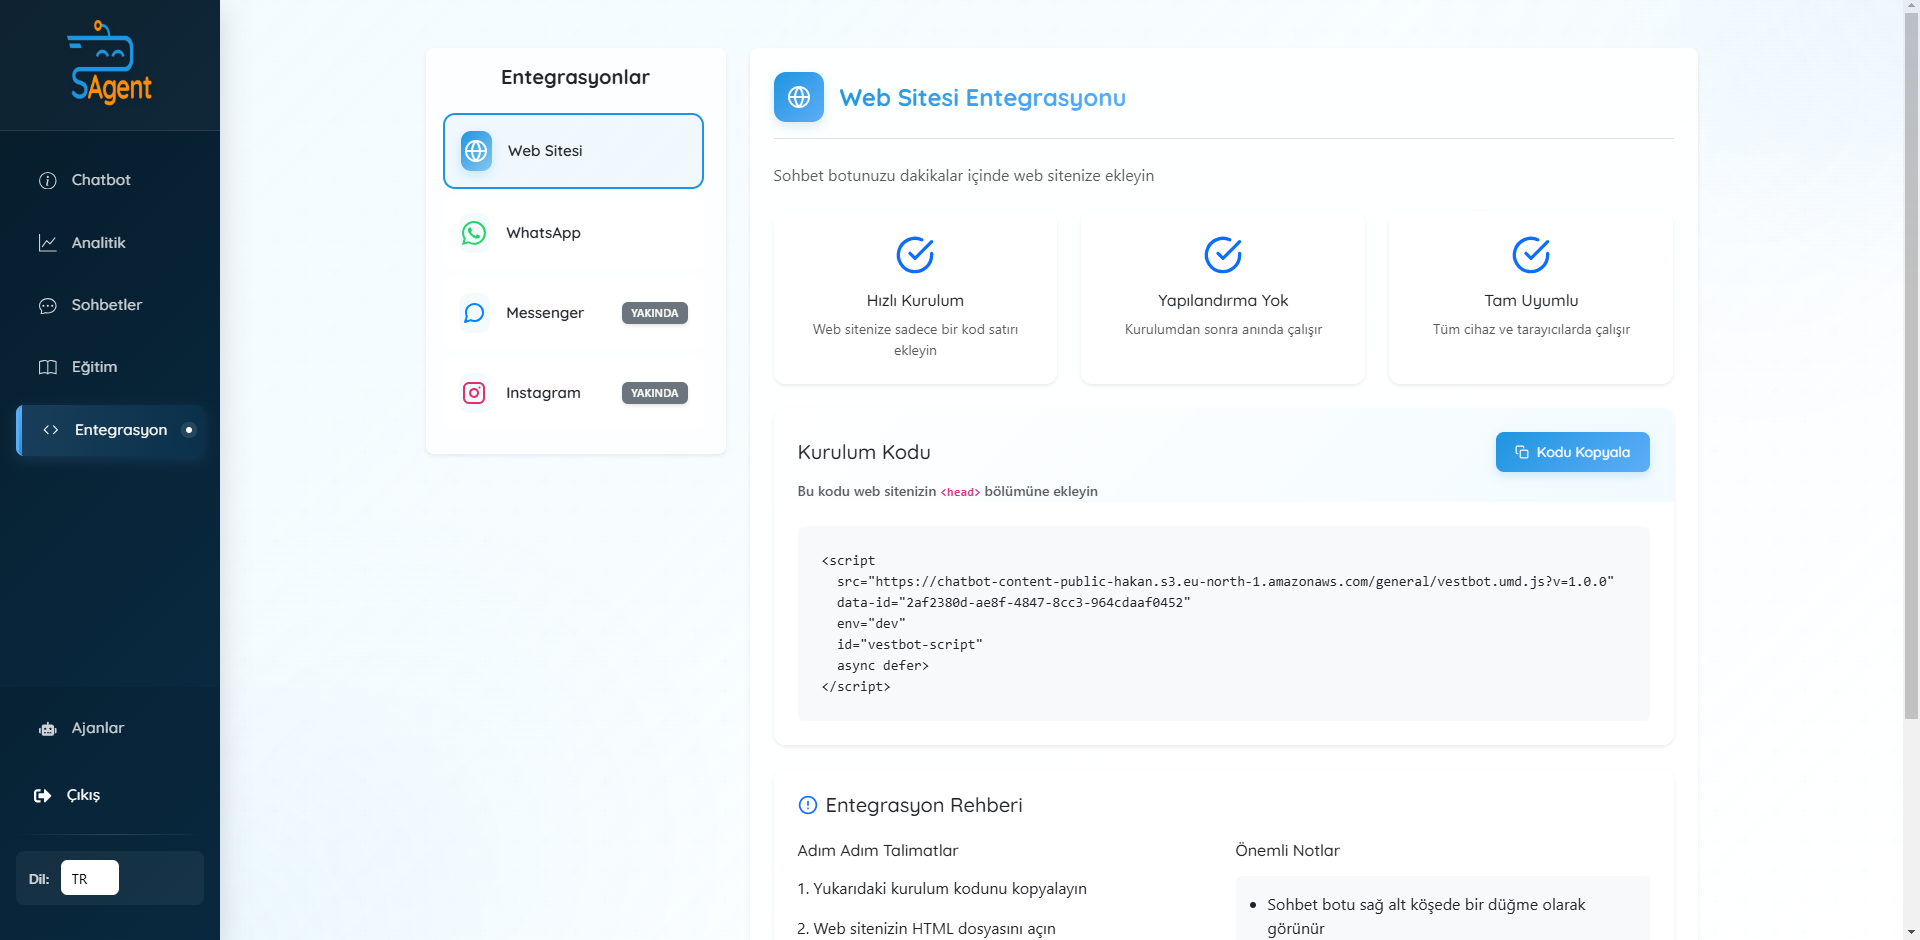 SAgent
Chatbot
Analitik
Sohbetler
Eğitim
Entegrasyon
Ajanlar
Çıkış
Dil: TR
Entegrasyonlar
Web Sitesi
WhatsApp
Messenger YAKINDA
Instagram YAKINDA
Web Sitesi Entegrasyonu
Sohbet botunuzu dakikalar içinde web sitenize ekleyin
Hızlı Kurulum
Web sitenize sadece bir kod satırı
ekleyin
Yapılandırma Yok
Kurulumdan sonra anında çalışır
Tam Uyumlu
Tüm cihaz ve tarayıcılarda çalışır
Kurulum Kodu
Kodu Kopyala
Bu kodu web sitenizin <head> bölümüne ekleyin
<script
src="https://chatbot-content-public-hakan.s3.eu-north-1.amazonaws.com/general/vestbot.umd.js?v=1.0.0"
data-id="2af2380d-ae8f-4847-8cc3-964cdaaf0452"
env="dev"
id="vestbot-script"
async defer>
</script>
Entegrasyon Rehberi
Adım Adım Talimatlar
1. Yukarıdaki kurulum kodunu kopyalayın
2. Web sitenizin HTML dosyasını açın
Önemli Notlar
• Sohbet botu sağ alt köşede bir düğme olarak
görünür